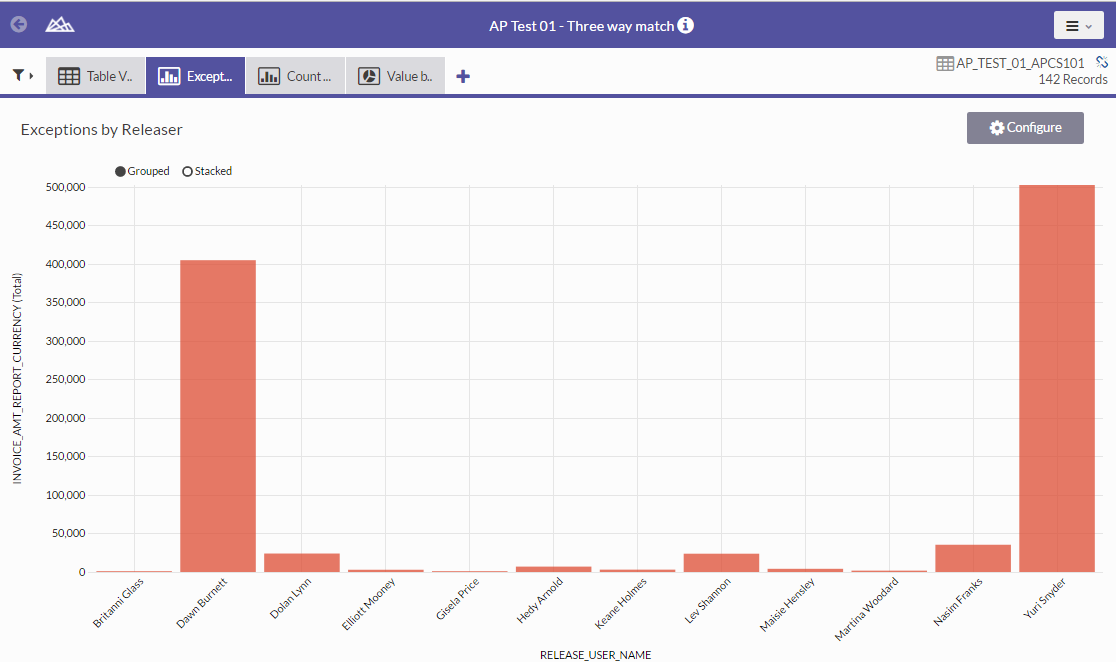 AP Test 01 - Three way match
Table V..
Except...
Count ...
Value b..
AP_TEST_01_APCS101
142 Records
Exceptions by Releaser
Configure
Grouped
Stacked
500,000
450,000
400,000
350,000
300,000
250,000
200,000
150,000
100,000
50,000
0
INVOICE_AMT_REPORT_CURRENCY (Total)
Britanni Glass
Dawn Burnett
Dolan Lynn
Elliott Mooney
Gisela Price
Hedy Arnold
Keane Holmes
Lev Shannon
Maisie Hensley
Martina Woodard
Nasim Franks
Yuri Snyder
RELEASE_USER_NAME